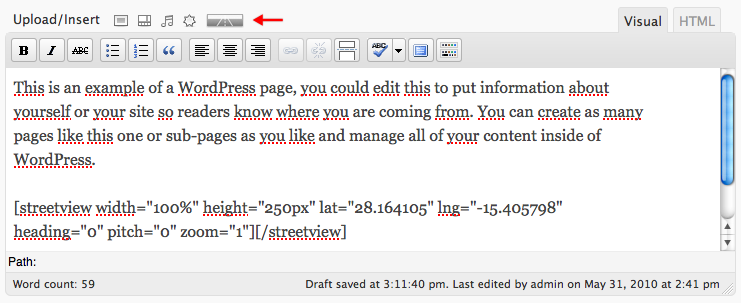 Upload/Insert
Visual HTML
B I ABC ABC
This is an example of a WordPress page, you could edit this to put information about
yourself or your site so readers know where you are coming from. You can create as many
pages like this one or sub-pages as you like and manage all of your content inside of
WordPress.
[streetview width="100%" height="250px" lat="28.164105" lng="-15.405798"
heading="0" pitch="0" zoom="1"][/streetview]
Path:
Word count: 59 Draft saved at 3:11:40 pm. Last edited by admin on May 31, 2010 at 2:41 pm